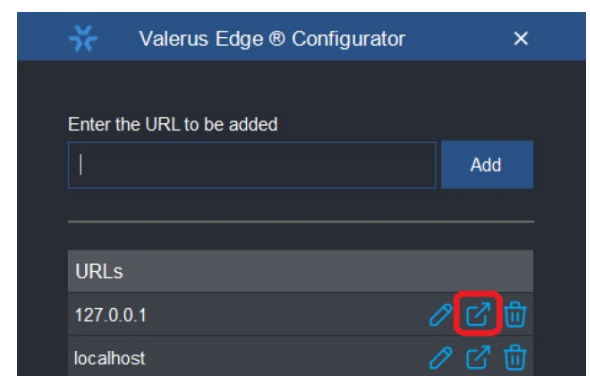 Valerus Edge ® Configurator
Enter the URL to be added
Add
URLs
127.0.0.1
localhost